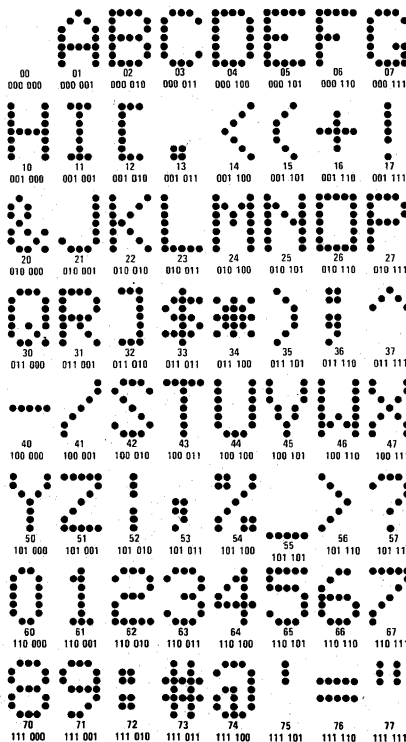 A B C D E F G
00 01 02 03 04 05 06 07
000 000 000 001 000 010 000 011 000 100 000 101 000 110 000 111
H I [ . < ( + |
10 11 12 13 14 15 16 17
001 000 001 001 001 010 001 011 001 100 001 101 001 110 001 111
& J K L M N O P
20 21 22 23 24 25 26 27
010 000 010 001 010 010 010 011 010 100 010 101 010 110 010 111
Q R ] $ * ) ; ^
30 31 32 33 34 35 36 37
011 000 011 001 011 010 011 011 011 100 011 101 011 110 011 111
- / S T U V W X
40 41 42 43 44 45 46 47
100 000 100 001 100 010 100 011 100 100 100 101 100 110 100 111
Y Z | , % _ > ?
50 51 52 53 54 55 56 57
101 000 101 001 101 010 101 011 101 100 101 101 101 110 101 111
0 1 2 3 4 5 6 7
60 61 62 63 64 65 66 67
110 000 110 001 110 010 110 011 110 100 110 101 110 110 110 111
8 9 : # @ ' = "
70 71 72 73 74 75 76 77
111 000 111 001 111 010 111 011 111 100 111 101 111 110 111 111